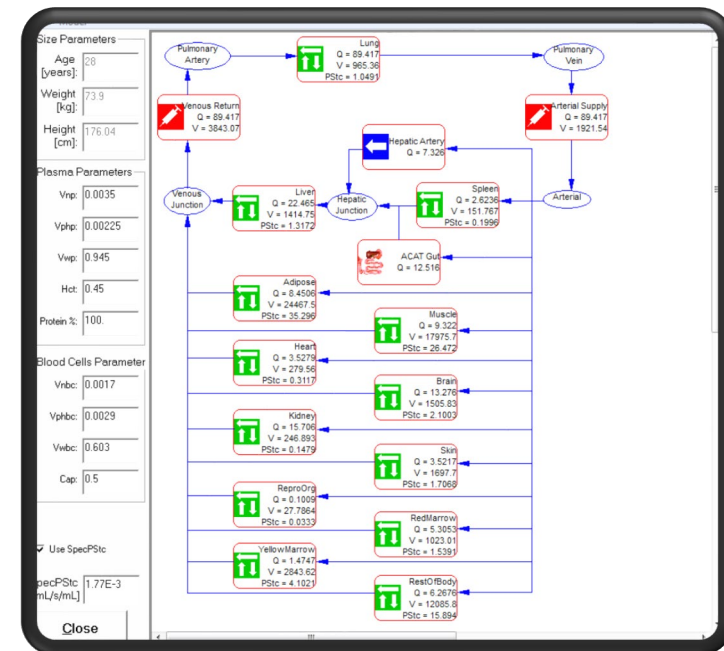 Size Parameters
Age
[years]:
28
Weight
[kg]:
73.9
Height
[cm]:
176.04
Plasma Parameters
Vnp:
0.0035
Vphp:
0.00225
Vwp:
0.945
Hct:
0.45
Protein %:
100.
Blood Cells Parameter
Vnbc:
0.0017
Vphbc:
0.0029
Vwbc:
0.603
Cap:
0.5
Use SpecPStc
pecPStc
mL/s/mL]
1.77E-3
Close
Pulmonary
Artery
Lung
Q = 89.417
V = 965.36
PStc = 1.0491
Pulmonary
Vein
Venous Return
Q = 89.417
V = 3843.07
Arterial Supply
Q = 89.417
V = 1921.54
Hepatic Artery
Q = 7.326
Venous
Junction
Liver
Q = 22.465
V = 1414.75
PStc = 1.3172
Hepatic
Junction
Spleen
Q = 2.6236
V = 151.767
PStc = 0.1996
Arterial
ACAT Gut
Q = 12.516
Adipose
Q = 8.4506
V = 24467.5
PStc = 35.296
Muscle
Q = 9.322
V = 17975.7
PStc = 26.472
Heart
Q = 3.5279
V = 279.56
PStc = 0.3117
Brain
Q = 13.276
V = 1505.83
PStc = 2.1003
Kidney
Q = 15.706
V = 246.893
PStc = 0.1479
Skin
Q = 3.5217
V = 1697.7
PStc = 1.7068
ReproOrg
Q = 0.1009
V = 27.7864
PStc = 0.0333
RedMarrow
Q = 5.3053
V = 1023.01
PStc = 1.5391
YellowMarrow
Q = 1.4747
V = 2843.62
PStc = 4.1021
RestOfBody
Q = 6.2676
V = 12085.8
PStc = 15.894